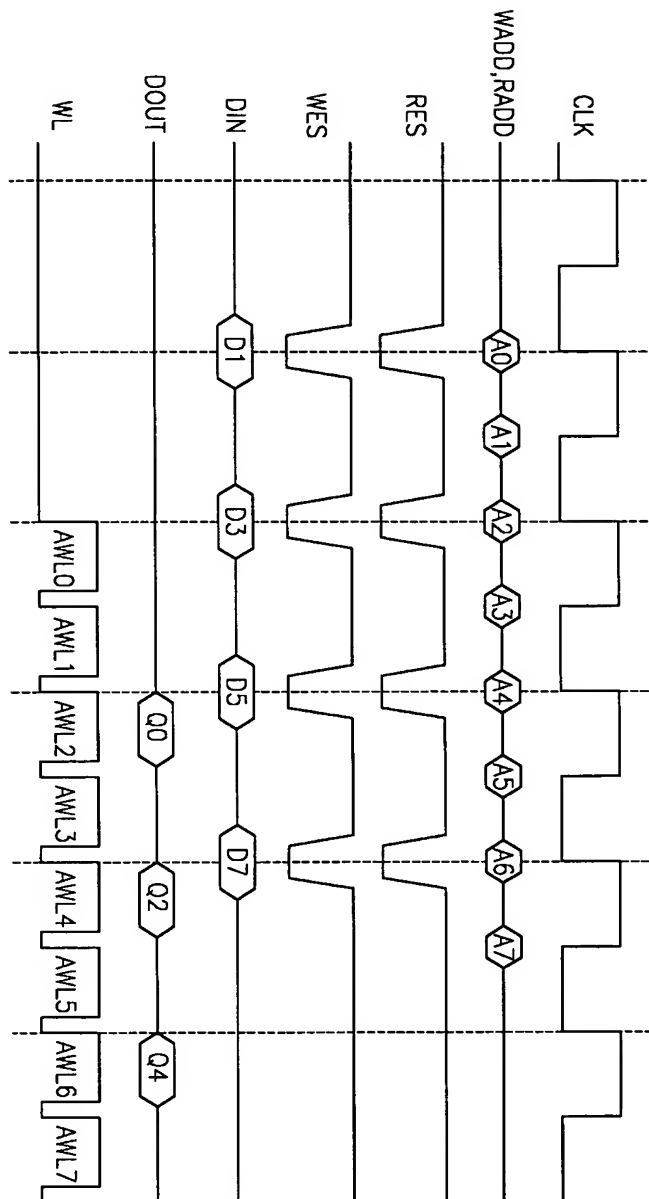 CLK
WADD,RADD
A0 A1 A2 A3 A4 A5 A6 A7
RES
WES
DIN
D1 D3 D5 D7
DOUT
Q0 Q2 Q4
WL
AWL0 AWL1 AWL2 AWL3 AWL4 AWL5 AWL6 AWL7